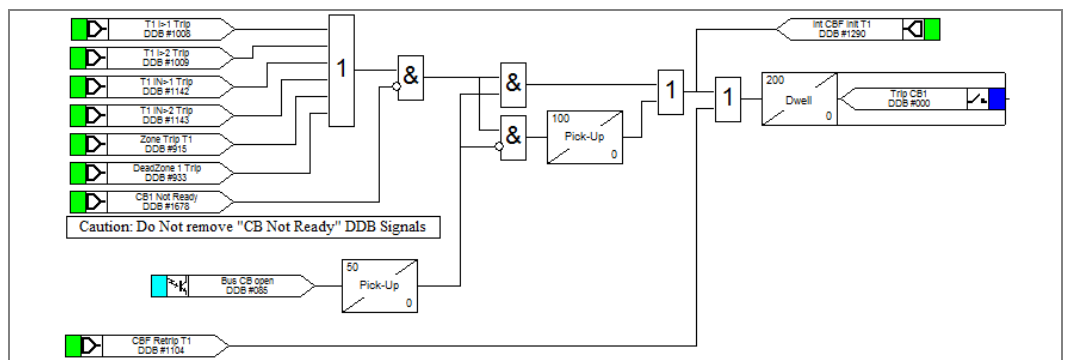 T1 I>1 Trip
DDB #1008
T1 I>2 Trip
DDB #1009
T1 IN>1 Trip
DDB #1142
T1 IN>2 Trip
DDB #1143
Zone Trip T1
DDB #915
DeadZone 1 Trip
DDB #933
CB1 Not Ready
DDB #1678
Caution: Do Not remove "CB Not Ready" DDB Signals
1
&
&
&
100
Pick-Up
0
1
1
Int CBF Init T1
DDB #1290
200
Dwell
0
Trip CB1
DDB #000
Bus CB open
DDB #085
50
Pick-Up
0
CBF Retrip T1
DDB #1104